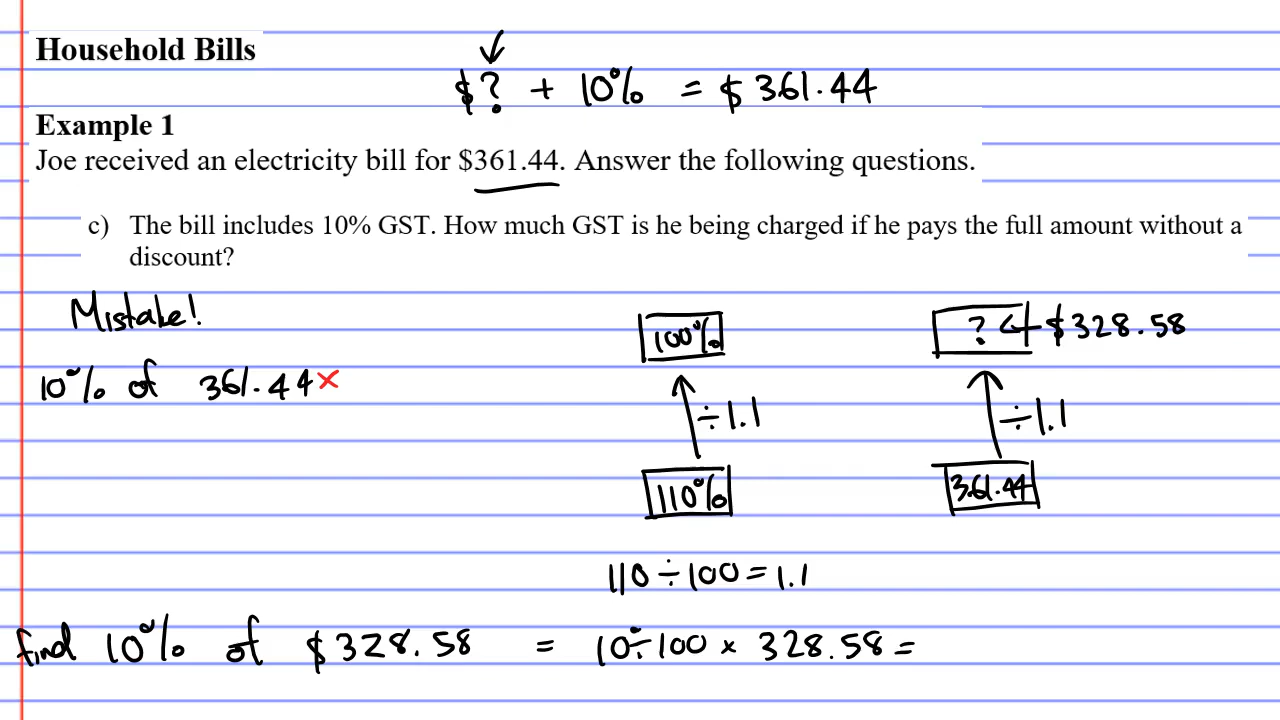 Household Bills
$? + 10% = $361.44
Example 1
Joe received an electricity bill for $361.44. Answer the following questions.
c) The bill includes 10% GST. How much GST is he being charged if he pays the full amount without a
discount?
Mistake!
10% of 361.44 ×
100%
? ← $328.58
÷1.1
÷1.1
110%
361.44
110 ÷ 100 = 1.1
find 10% of $328.58 = 10 ÷ 100 × 328.58 =